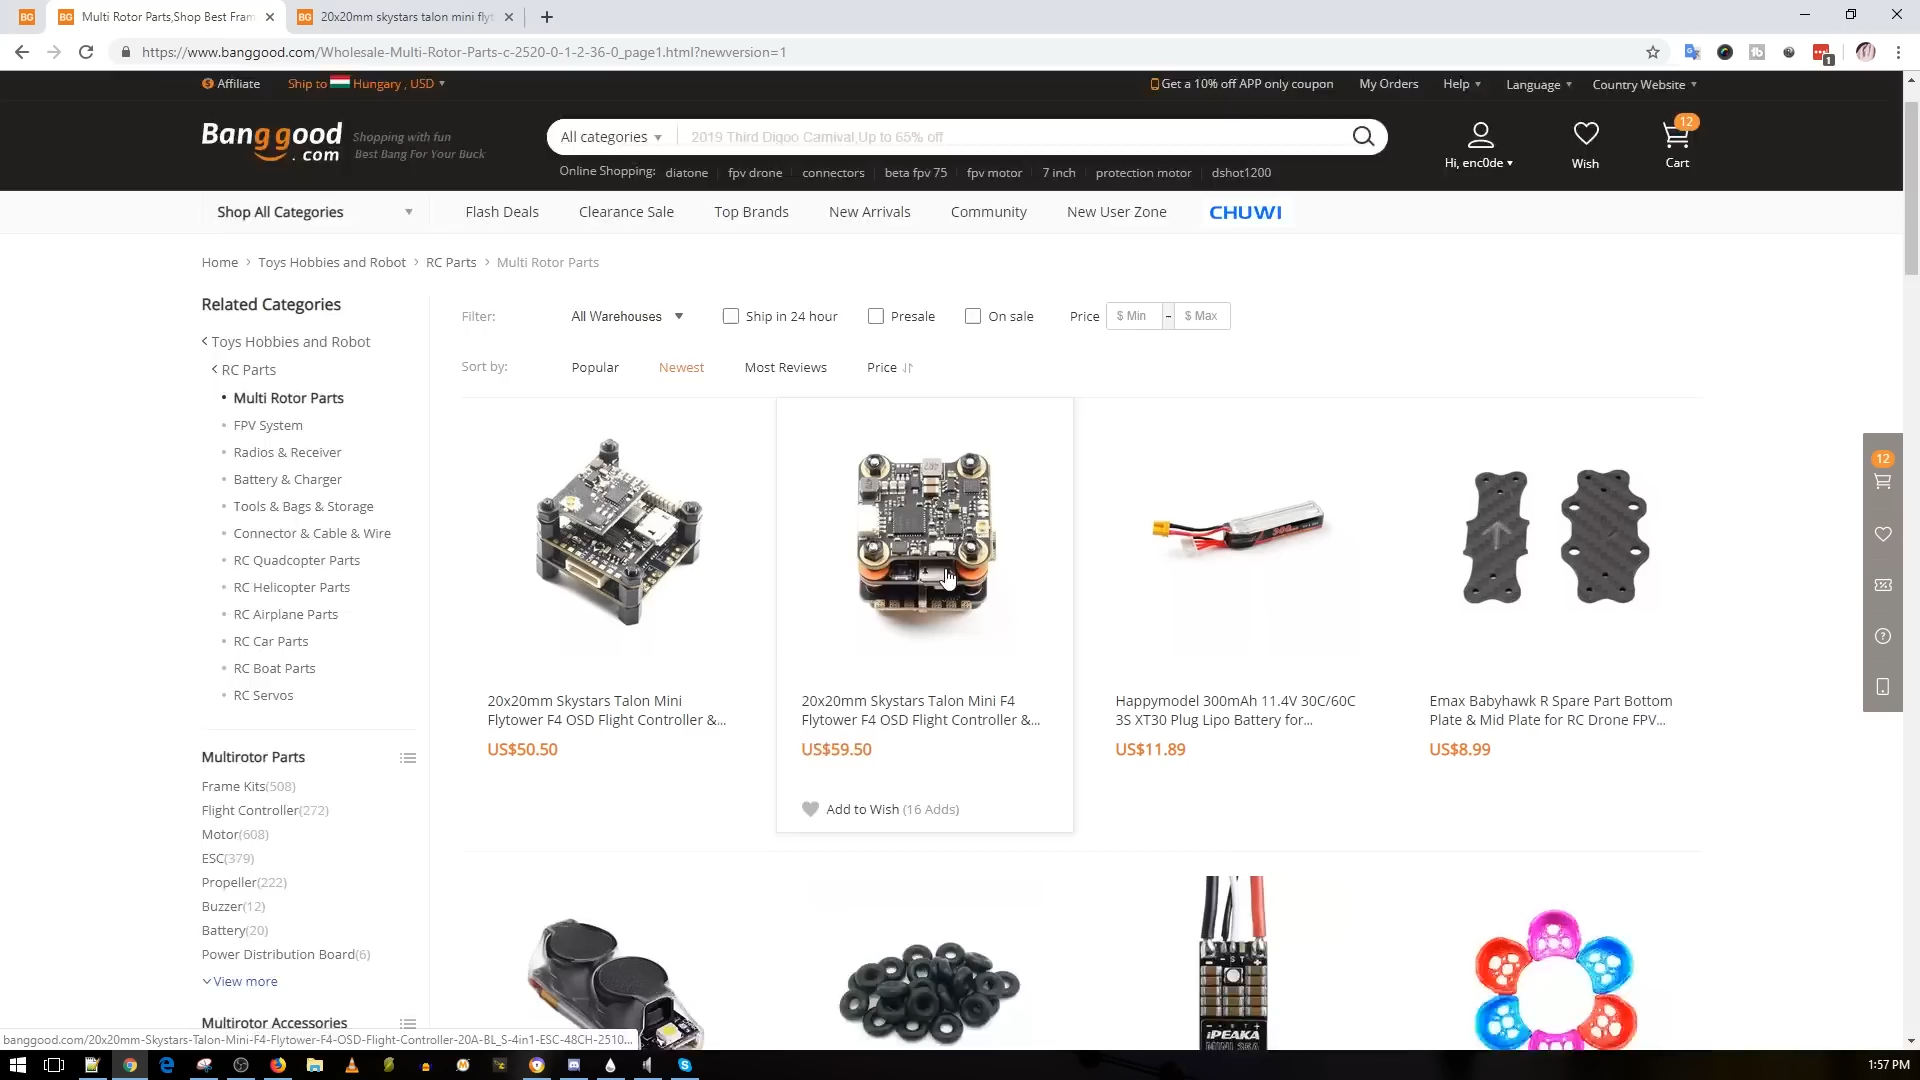 Multi Rotor Parts,Shop Best Fram
20x20mm skystars talon mini flyt
https://www.banggood.com/Wholesale-Multi-Rotor-Parts-c-2520-0-1-2-36-0_page1.html?newversion=1
Affiliate
Ship to Hungary , USD
Get a 10% off APP only coupon
My Orders
Help
Language
Country Website
Banggood.com
Shopping with fun
Best Bang For Your Buck
All categories
2019 Third Digoo Carnival,Up to 65% off
Hi, enc0de
Wish
12
Cart
Online Shopping: diatone fpv drone connectors beta fpv 75 fpv motor 7 inch protection motor dshot1200
Shop All Categories
Flash Deals
Clearance Sale
Top Brands
New Arrivals
Community
New User Zone
CHUWI
Home > Toys Hobbies and Robot > RC Parts > Multi Rotor Parts
Related Categories
< Toys Hobbies and Robot
< RC Parts
• Multi Rotor Parts
FPV System
Radios & Receiver
Battery & Charger
Tools & Bags & Storage
Connector & Cable & Wire
RC Quadcopter Parts
RC Helicopter Parts
RC Airplane Parts
RC Car Parts
RC Boat Parts
RC Servos
Multirotor Parts
Frame Kits(508)
Flight Controller(272)
Motor(608)
ESC(379)
Propeller(222)
Buzzer(12)
Battery(20)
Power Distribution Board(6)
View more
Multirotor Accessories
Filter:
All Warehouses
Ship in 24 hour
Presale
On sale
Price $ Min - $ Max
Sort by:
Popular
Newest
Most Reviews
Price
20x20mm Skystars Talon Mini
Flytower F4 OSD Flight Controller &...
US$50.50
20x20mm Skystars Talon Mini F4
Flytower F4 OSD Flight Controller &...
US$59.50
Add to Wish (16 Adds)
Happymodel 300mAh 11.4V 30C/60C
3S XT30 Plug Lipo Battery for...
US$11.89
Emax Babyhawk R Spare Part Bottom
Plate & Mid Plate for RC Drone FPV...
US$8.99
iPEAKA
12
banggood.com/20x20mm-Skystars-Talon-Mini-F4-Flytower-F4-OSD-Flight-Controller-20A-BL_S-4in1-ESC-48CH-2510...
1:57 PM